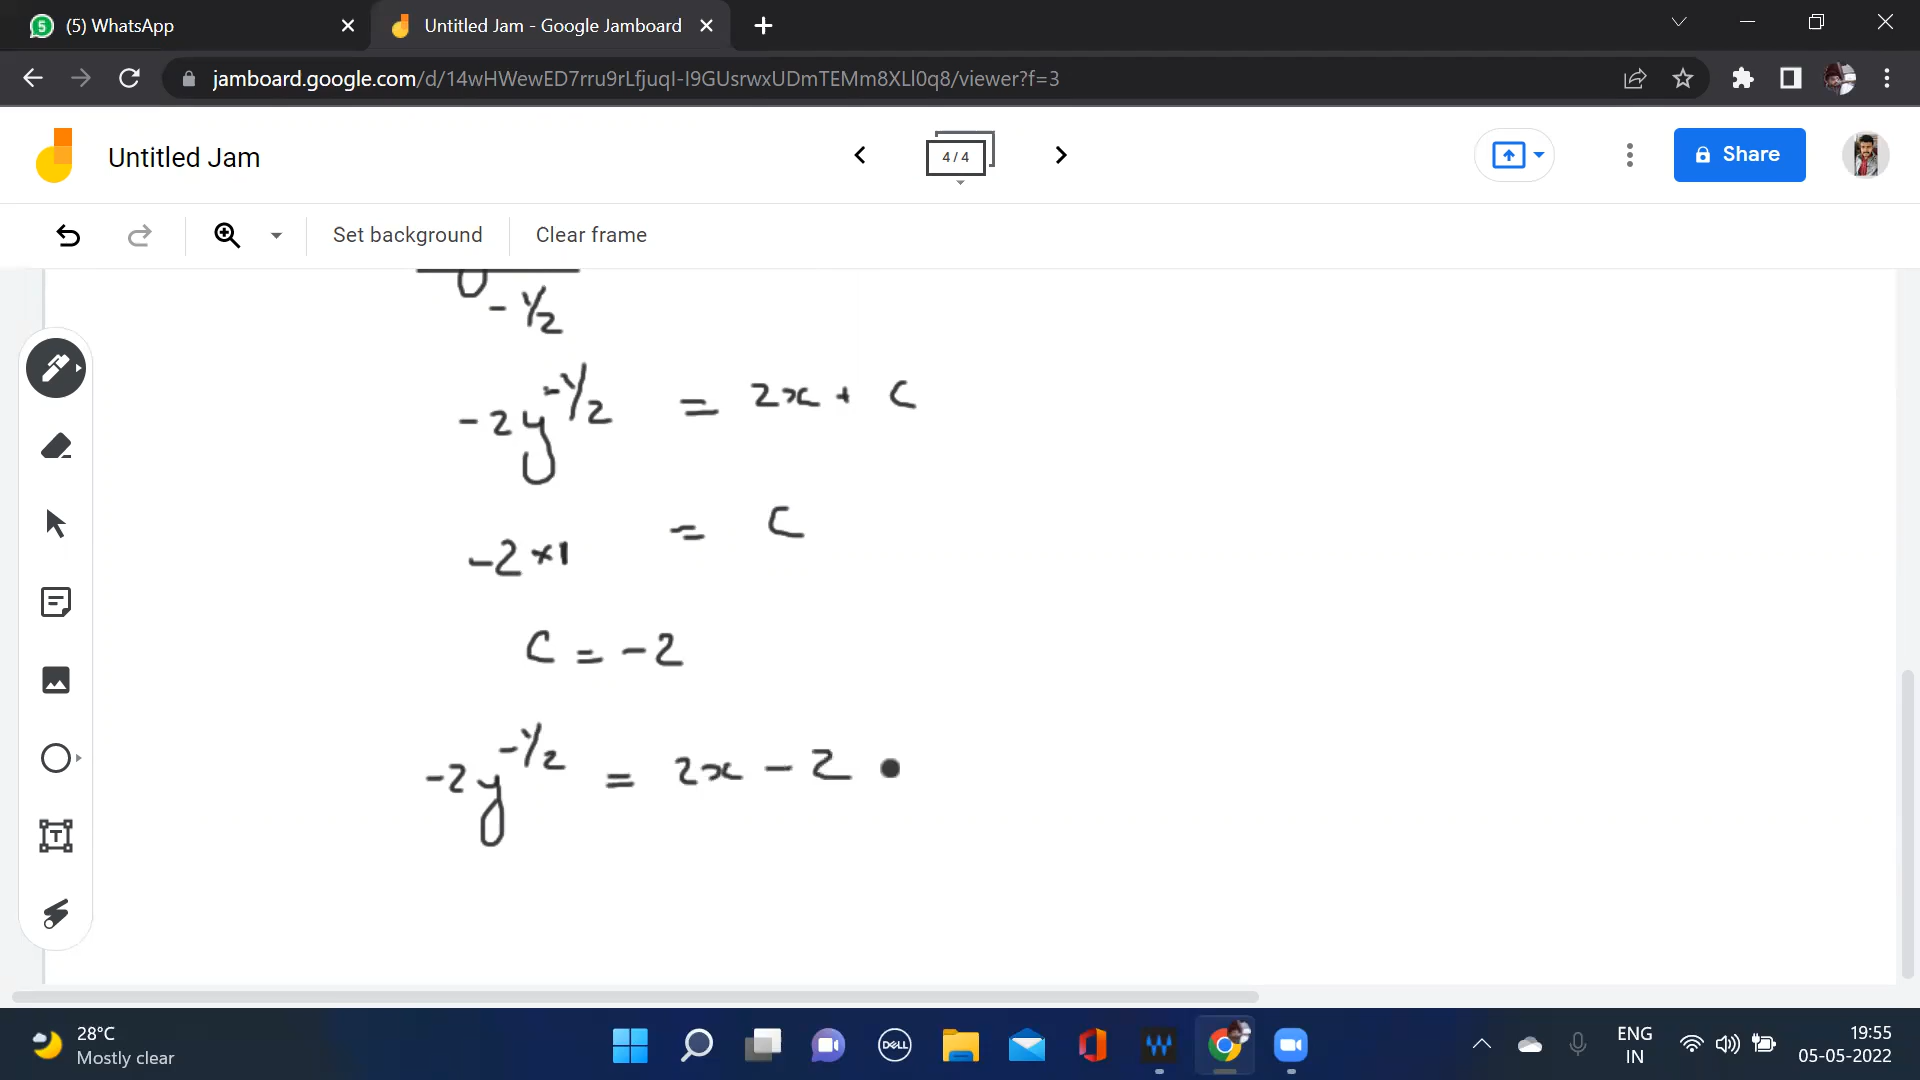 (5) WhatsApp
Untitled Jam - Google Jamboard
jamboard.google.com/d/14wHWewED7rru9rLfjuqI-I9GUsrwxUDmTEMm8XLl0q8/viewer?f=3
Untitled Jam
4 / 4
Share
Set background
Clear frame
y
- 1/2
-2y^-1/2 = 2x + C
-2 × 1 = C
C = -2
-2y^-1/2 = 2x - 2
28°C
Mostly clear
DELL
ENG
IN
19:55
05-05-2022